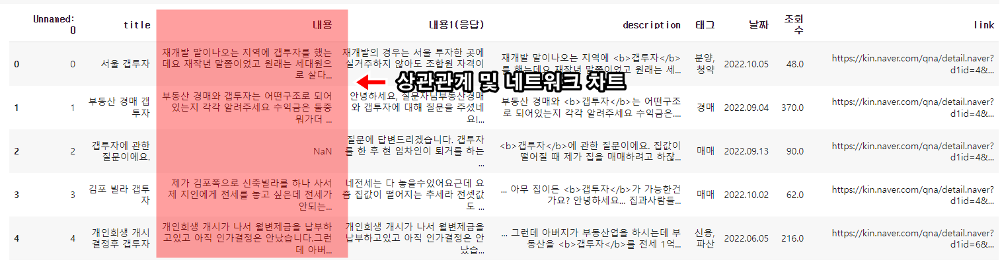 Unnamed: 0 title 내용 내용1(응답) description 태그 날짜 조회수 link
0 0 서울 갭투자 재개발 말이나오는 지역에 갭투자를 했는데요 재작년 말쯤이었고 원래는 세대원으로 살다... 재개발의 경우는 서울 투자한 곳에 실거주하지 않아도 조합원 자격이 재개발 말이나오는 지역에 <b>갭투자</b>를 했는데요 재작년 말쯤이었고 원래는 세... 분양, 청약 2022.10.05 48.0 https://kin.naver.com/qna/detail.naver?d1id=4&...
상관관계 및 네트워크 차트
1 1 부동산 경매 갭투자 부동산 경매와 갭투자는 어떤구조로 되어있는지 각각 알려주세요 수익금은 둘중 뭐가더 ... 안녕하세요, 질문자님부동산경매와 갭투자에 대해 질문을 주셨네요!... 부동산 경매와 <b>갭투자</b>는 어떤구조로 되어있는지 각각 알려주세요 수익금은... 경매 2022.09.04 370.0 https://kin.naver.com/qna/detail.naver?d1id=4&...
2 2 갭투자에 관한 질문이에요. NaN 질문에 답변드리겠습니다. 갭투자를 한 후 현 임차인이 퇴거를 하는 ... <b>갭투자</b>에 관한 질문이에요. 집값이 떨어질 때 제가 집을 매매하려고 하잖... 매매 2022.09.13 90.0 https://kin.naver.com/qna/detail.naver?d1id=4&...
3 3 김포 빌라 갭투자 제가 김포쪽으로 신축빌라를 하나 사서 제 지인에게 전세를 놓고 싶은데 전세가 안되는... 네전세는 다 놓을수있어요근데 요즘 집값이 떨어지는 추세라 전셋값도 ... ... 아무 집이든 <b>갭투자</b>가 가능한건가요? 안녕하세요... 집과사람들... 매매 2022.10.02 62.0 https://kin.naver.com/qna/detail.naver?d1id=4&...
4 4 개인회생 개시결정후 갭투자 개인회생 개시가 나서 월변제금을 납부하고있고 아직 인가결정은 안났습니다.그런데 아버... 개인회생 개시가 나서 월변제금을 납부하고있고 아직 인가결정은 안났습... ... 그런데 아버지가 부동산업을 하시는데 부동산을 <b>갭투자</b>를 전세 1억... 신용, 파산 2022.06.05 216.0 https://kin.naver.com/qna/detail.naver?d1id=6&...